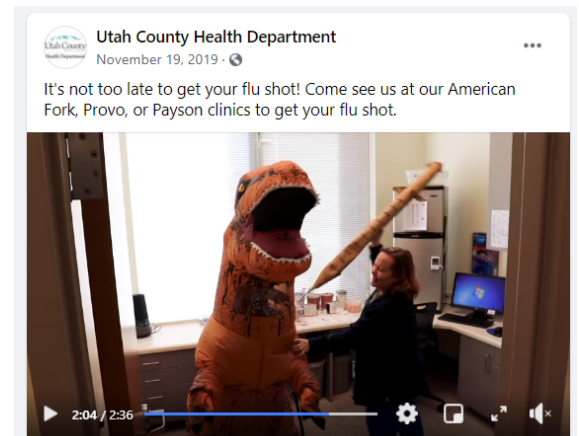 Utah County
Health Department
Utah County Health Department
November 19, 2019 ·
It's not too late to get your flu shot! Come see us at our American
Fork, Provo, or Payson clinics to get your flu shot.
2:04 / 2:36